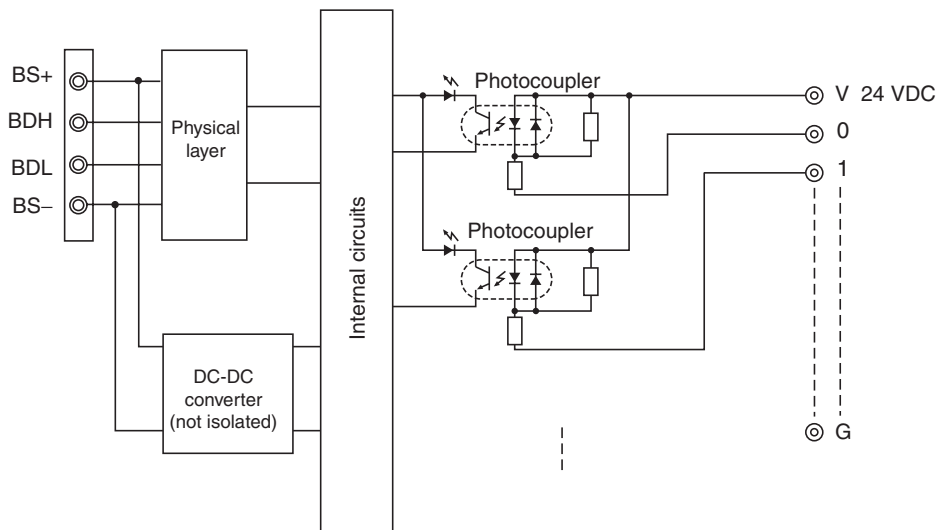 BS+
BDH
BDL
BS–
Physical
layer
DC-DC
converter
(not isolated)
Internal circuits
Photocoupler
Photocoupler
V 24 VDC
0
1
G